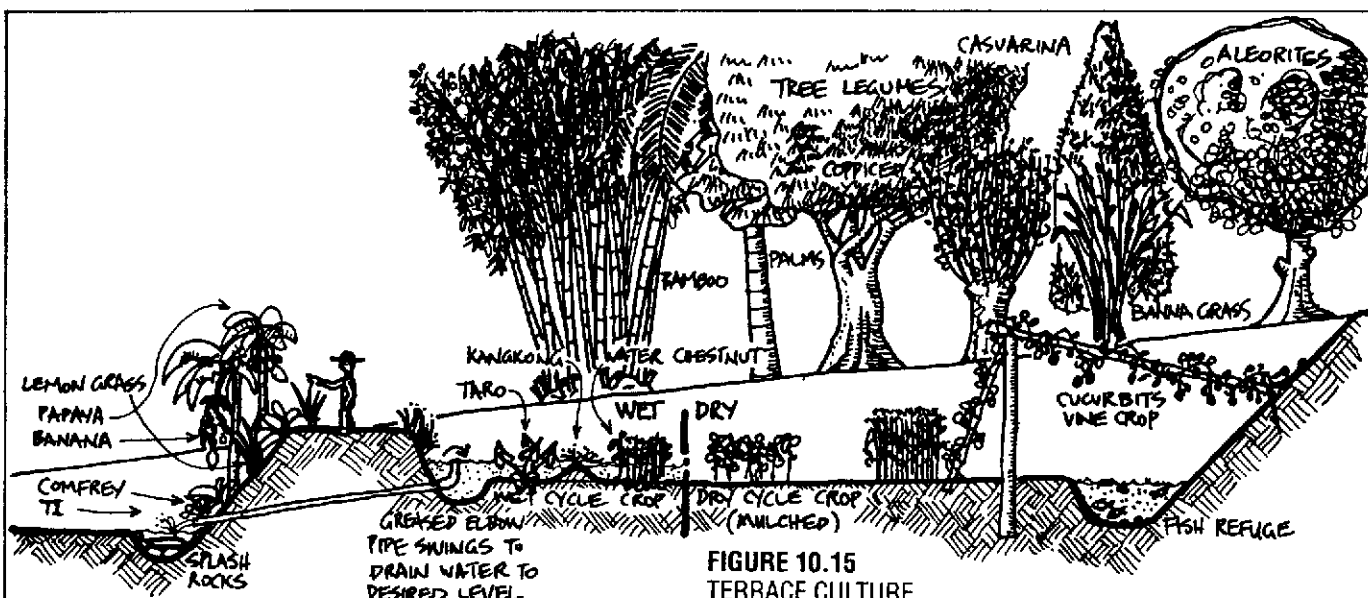 CASUARINA
ALEORITES
TREE LEGUMES
COPPICED
BAMBOO
PALMS
BANNA GRASS
KANGKONG
WATER CHESTNUT
TARO
LEMON GRASS
PAPAYA
BANANA
WET
DRY
CUCURBITS
VINE CROP
COMFREY
TI
WET CYCLE CROP
DRY CYCLE CROP
(MULCHED)
FISH REFUGE
SPLASH
ROCKS
GREASED ELBOW
PIPE SWINGS TO
DRAIN WATER TO
DESIRED LEVEL.
FIGURE 10.15
TERRACE CULTURE